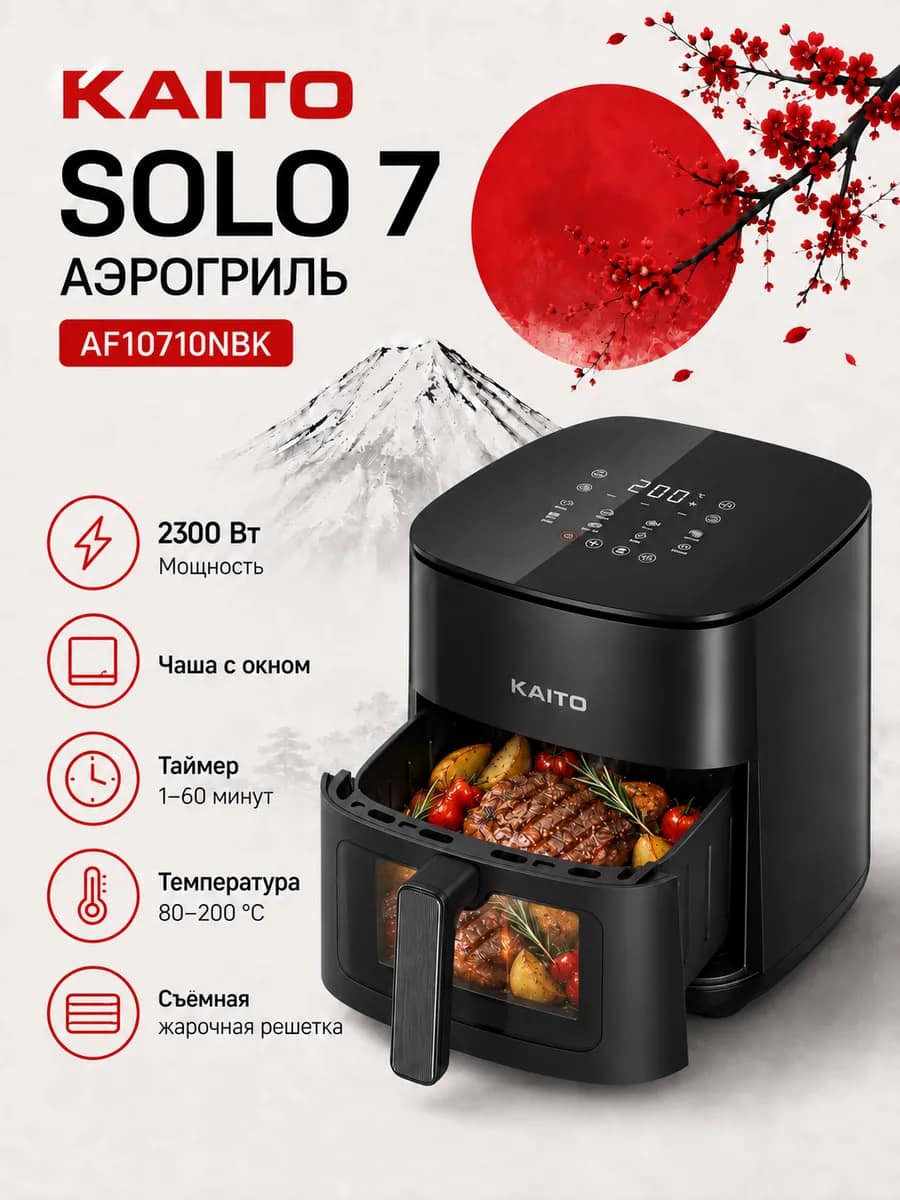 KAITO
SOLO 7
АЭРОГРИЛЬ
AF10710NBK
2300 Вт
Мощность
Чаша с окном
Таймер
1–60 минут
Температура
80–200 °C
Съёмная
жарочная решетка
200
KAITO